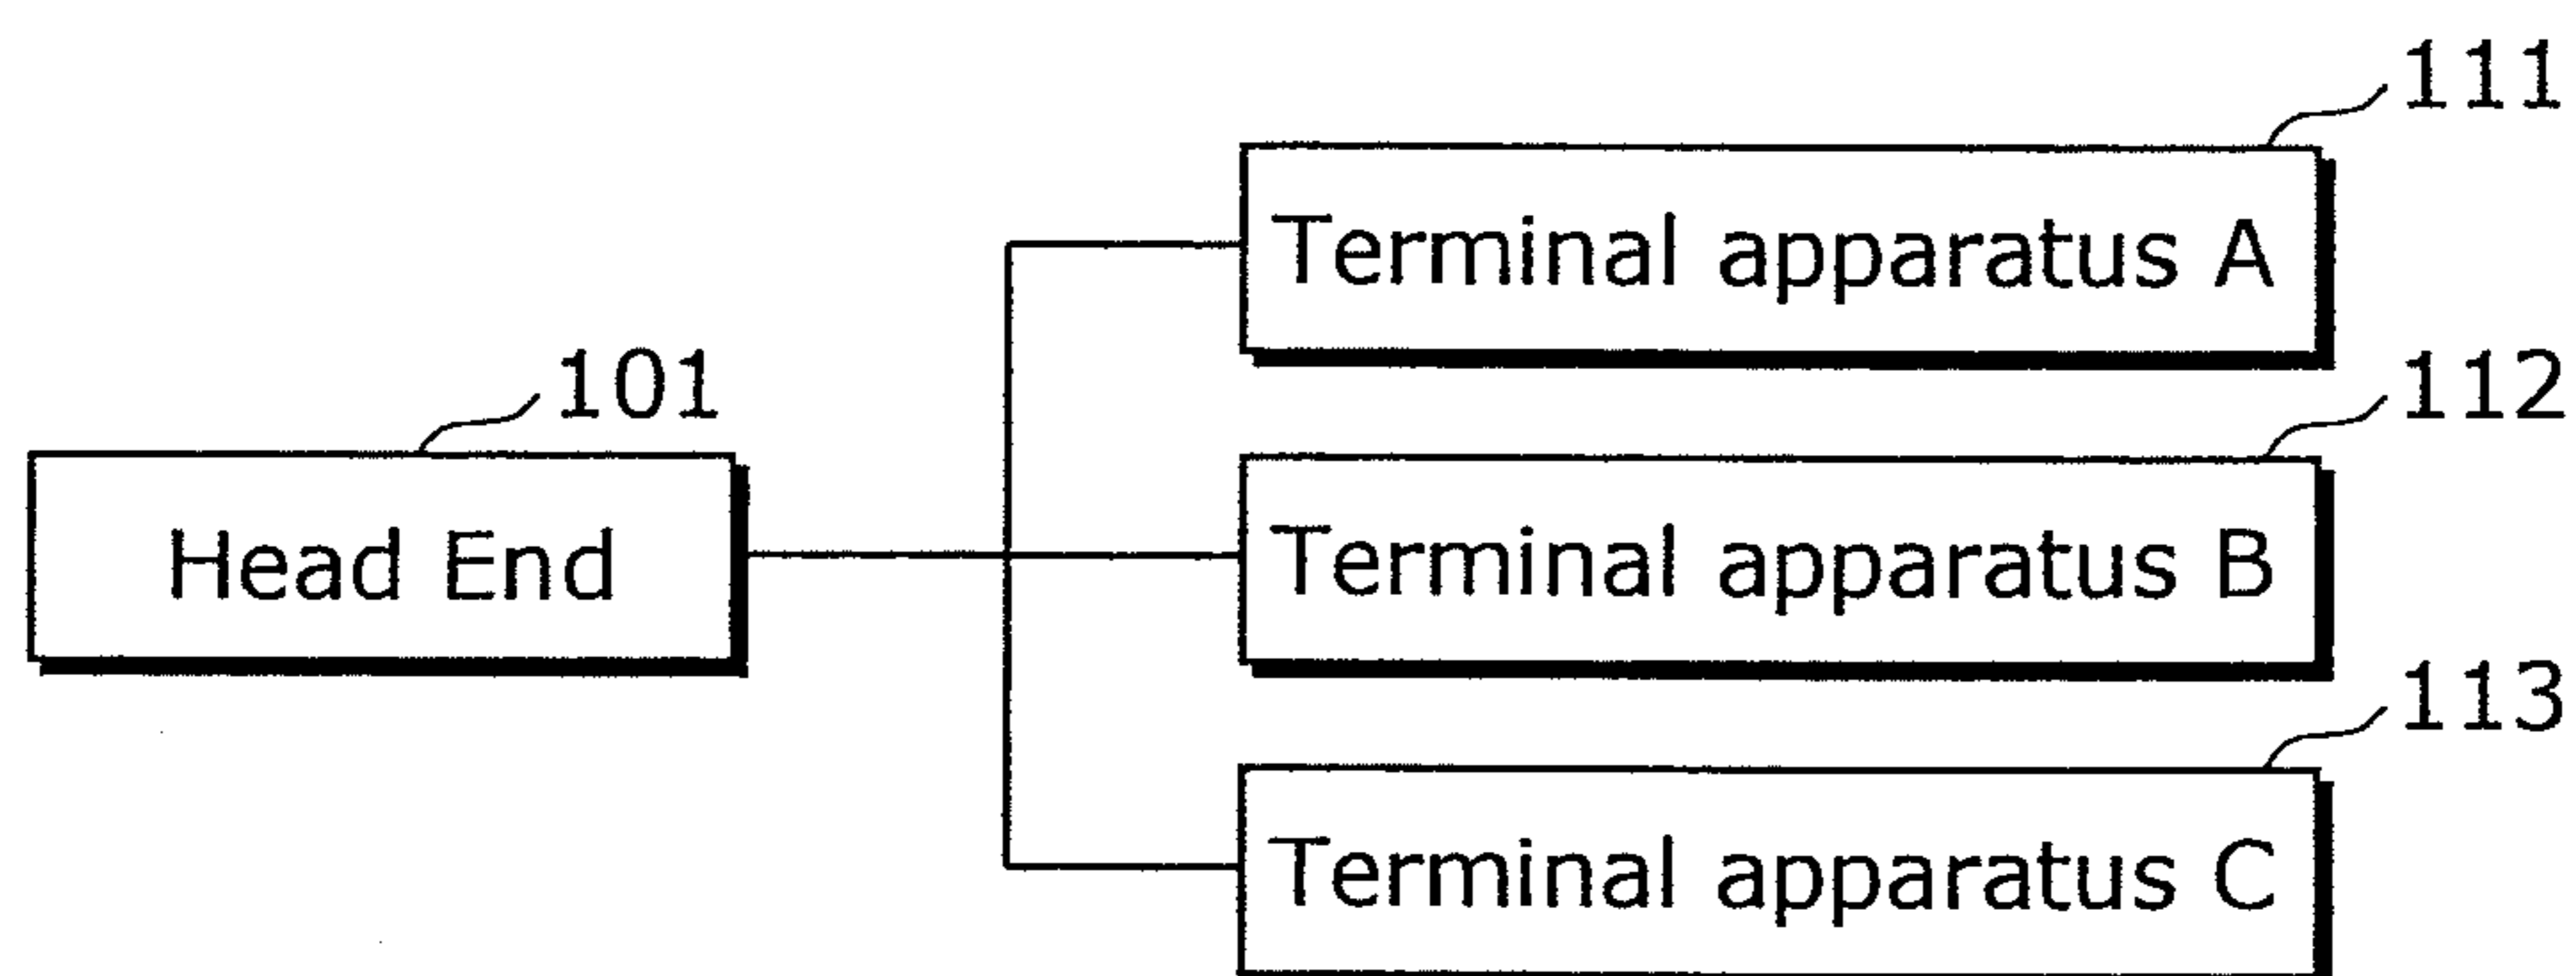 111
Terminal apparatus A
101
112
Head End
Terminal apparatus B
113
Terminal apparatus C